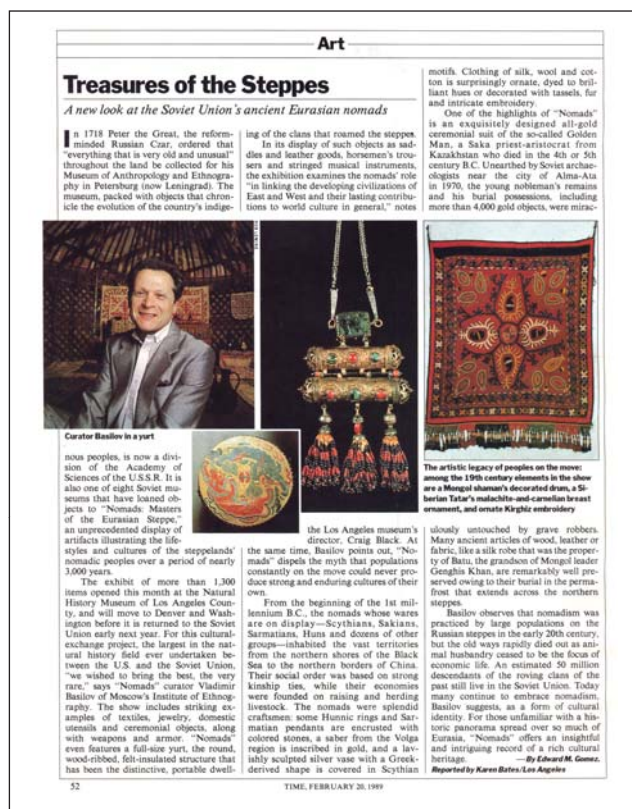 Art
Treasures of the Steppes
A new look at the Soviet Union's ancient Eurasian nomads
In 1718 Peter the Great, the reform-
minded Russian Czar, ordered that
"everything that is very old and unusual"
throughout the land be collected for his
Museum of Anthropology and Ethnogra-
phy in Petersburg (now Leningrad). The
museum, packed with objects that chron-
icle the evolution of the country's indige-
Curator Basilov in a yurt
nous peoples, is now a divi-
sion of the Academy of
Sciences of the U.S.S.R. It is
also one of eight Soviet mu-
seums that have loaned ob-
jects to "Nomads: Masters
of the Eurasian Steppe,"
an unprecedented display of
artifacts illustrating the life-
styles and cultures of the steppelands'
nomadic peoples over a period of nearly
3,000 years.
The exhibit of more than 1,300
items opened this month at the Natural
History Museum of Los Angeles Coun-
ty, and will move to Denver and Wash-
ington before it is returned to the Soviet
Union early next year. For this cultural-
exchange project, the largest in the nat-
ural history field ever undertaken be-
tween the U.S. and the Soviet Union,
"we wished to bring the best, the very
rare," says "Nomads" curator Vladimir
Basilov of Moscow's Institute of Ethnog-
raphy. The show includes striking ex-
amples of textiles, jewelry, domestic
utensils and ceremonial objects, along
with weapons and armor. "Nomads"
even features a full-size yurt, the round,
wood-ribbed, felt-insulated structure that
has been the distinctive, portable dwell-
ing of the clans that roamed the steppes.
In its display of such objects as sad-
dles and leather goods, horsemen's trou-
sers and stringed musical instruments,
the exhibition examines the nomads' role
"in linking the developing civilizations of
East and West and their lasting contribu-
tions to world culture in general," notes
the Los Angeles museum's
director, Craig Black. At
the same time, Basilov points out, "No-
mads" dispels the myth that populations
constantly on the move could never pro-
duce strong and enduring cultures of their
own.
From the beginning of the 1st mil-
lennium B.C., the nomads whose wares
are on display—Scythians, Sakians,
Sarmatians, Huns and dozens of other
groups—inhabited the vast territories
from the northern shores of the Black
Sea to the northern borders of China.
Their social order was based on strong
kinship ties, while their economies
were founded on raising and herding
livestock. The nomads were splendid
craftsmen: some Hunnic rings and Sar-
matian pendants are encrusted with
colored stones, a saber from the Volga
region is inscribed in gold, and a lav-
ishly sculpted silver vase with a Greek-
derived shape is covered in Scythian
motifs. Clothing of silk, wool and cot-
ton is surprisingly ornate, dyed to bril-
liant hues or decorated with tassels, fur
and intricate embroidery.
One of the highlights of "Nomads"
is an exquisitely designed all-gold
ceremonial suit of the so-called Golden
Man, a Saka priest-aristocrat from
Kazakhstan who died in the 4th or 5th
century B.C. Unearthed by Soviet archae-
ologists near the city of Alma-Ata
in 1970, the young nobleman's remains
and his burial possessions, including
more than 4,000 gold objects, were mirac-
The artistic legacy of peoples on the move:
among the 19th century elements in the show
are a Mongol shaman's decorated drum, a Si-
berian Tatar's malachite-and-carnelian breast
ornament, and ornate Kirghiz embroidery
ulously untouched by grave robbers.
Many ancient articles of wood, leather or
fabric, like a silk robe that was the proper-
ty of Batu, the grandson of Mongol leader
Genghis Khan, are remarkably well pre-
served owing to their burial in the perma-
frost that extends across the northern
steppes.
Basilov observes that nomadism was
practiced by large populations on the
Russian steppes in the early 20th century,
but the old ways rapidly died out as ani-
mal husbandry ceased to be the focus of
economic life. An estimated 50 million
descendants of the roving clans of the
past still live in the Soviet Union. Today
many continue to embrace nomadism,
Basilov suggests, as a form of cultural
identity. For those unfamiliar with a his-
toric panorama spread over so much of
Eurasia, "Nomads" offers an insightful
and intriguing record of a rich cultural
heritage. —By Edward M. Gomez.
Reported by Karen Bates/Los Angeles
52
TIME, FEBRUARY 20, 1989